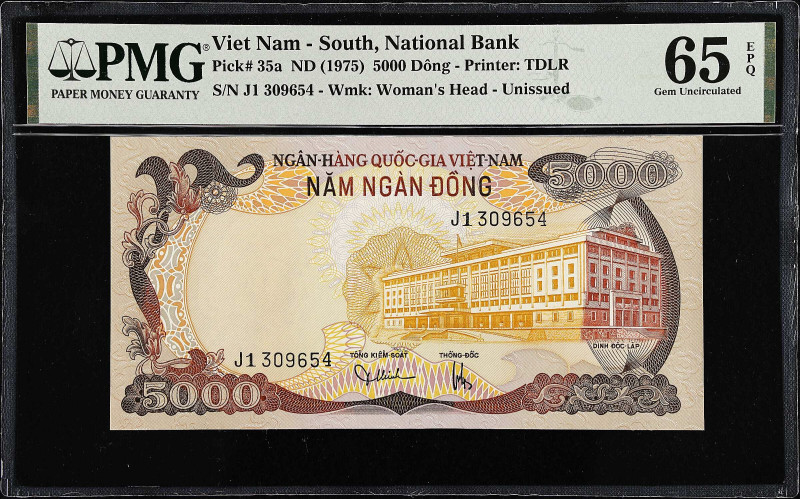 PMG®
PAPER MONEY GUARANTY
Viet Nam - South, National Bank
Pick# 35a ND (1975) 5000 Dông - Printer: TDLR
S/N J1 309654 - Wmk: Woman's Head - Unissued
65 EPQ
Gem Uncirculated
NGÂN-HÀNG QUỐC-GIA VIỆT-NAM
NĂM NGÀN ĐỒNG
5000
J1 309654
DINH ĐỘC-LẬP
J1 309654
TỔNG KIỂM-SOÁT
THỐNG-ĐỐC
5000